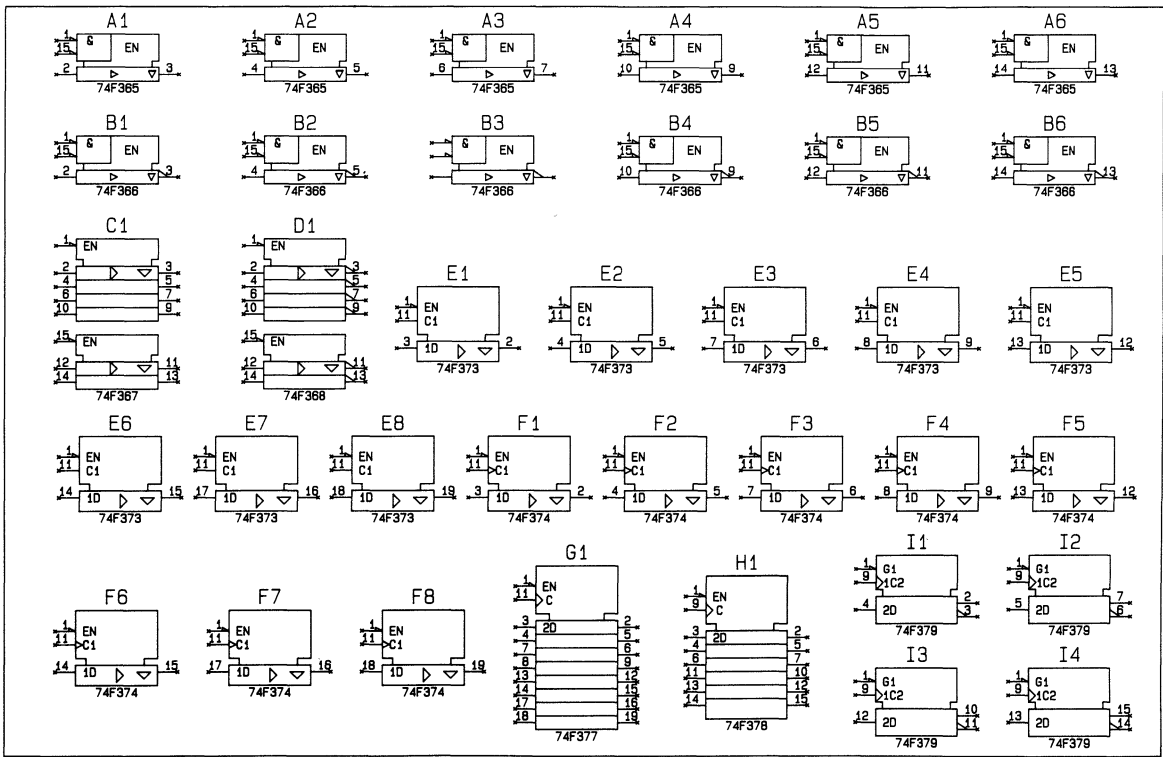 A1 A2 A3 A4 A5 A6
1 & EN 1 & EN 1 & EN 1 & EN 1 & EN 1 & EN
15 15 15 15 15 15
2 3 4 5 6 7 10 9 12 11 14 13
74F365 74F365 74F365 74F365 74F365 74F365
B1 B2 B3 B4 B5 B6
1 & EN 1 & EN & EN 1 & EN 1 & EN 1 & EN
15 15 15 15 15
2 3 4 5 10 9 12 11 14 13
74F366 74F366 74F366 74F366 74F366 74F366
C1 D1
1 EN 1 EN
2 3 2 3
4 5 4 5
6 7 6 7
10 9 10 9
15 15
12 11 12 11
14 13 14 13
74F367 74F368
E1 E2 E3 E4 E5
1 EN 1 EN 1 EN 1 EN 1 EN
11 C1 11 C1 11 C1 11 C1 11 C1
3 1D 2 4 1D 5 7 1D 6 8 1D 9 13 1D 12
74F373 74F373 74F373 74F373 74F373
E6 E7 E8 F1 F2 F3 F4 F5
1 EN 1 EN 1 EN 1 EN 1 EN 1 EN 1 EN 1 EN
11 C1 11 C1 11 C1 11 C1 11 C1 11 C1 11 C1 11 C1
14 1D 15 17 1D 16 18 1D 19 3 1D 2 4 1D 5 7 1D 6 8 1D 9 13 1D 12
74F373 74F373 74F373 74F374 74F374 74F374 74F374 74F374
F6 F7 F8
1 EN 1 EN 1 EN
11 C1 11 C1 11 C1
14 1D 15 17 1D 16 18 1D 19
74F374 74F374 74F374
G1
1 EN
11 C
3 2D 2
4 5
7 6
8 9
13 12
14 15
17 16
18 19
74F377
H1
1 EN
9 C
3 2D 2
4 5
6 7
11 10
13 12
14 15
74F378
I1 I2
1 G1 1 G1
9 1C2 9 1C2
4 2D 2 5 2D 7
3 6
74F379 74F379
I3 I4
1 G1 1 G1
9 1C2 9 1C2
12 2D 10 13 2D 15
11 14
74F379 74F379